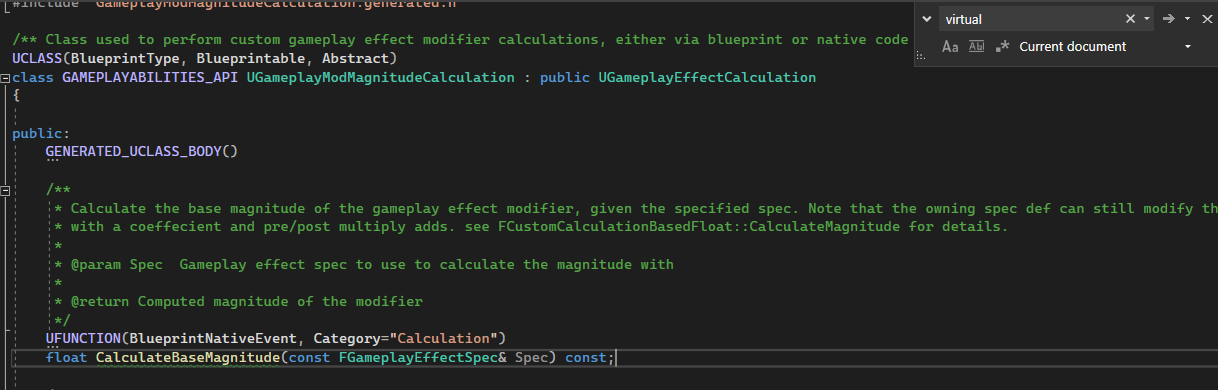 #include "GameplayModMagnitudeCalculation.generated.h"
virtual
Aa Ab .* Current document
/** Class used to perform custom gameplay effect modifier calculations, either via blueprint or native code
UCLASS(BlueprintType, Blueprintable, Abstract)
class GAMEPLAYABILITIES_API UGameplayModMagnitudeCalculation : public UGameplayEffectCalculation
{
public:
GENERATED_UCLASS_BODY()
/**
* Calculate the base magnitude of the gameplay effect modifier, given the specified spec. Note that the owning spec def can still modify th
* with a coeffecient and pre/post multiply adds. see FCustomCalculationBasedFloat::CalculateMagnitude for details.
*
* @param Spec  Gameplay effect spec to use to calculate the magnitude with
*
* @return Computed magnitude of the modifier
*/
UFUNCTION(BlueprintNativeEvent, Category="Calculation")
float CalculateBaseMagnitude(const FGameplayEffectSpec& Spec) const;